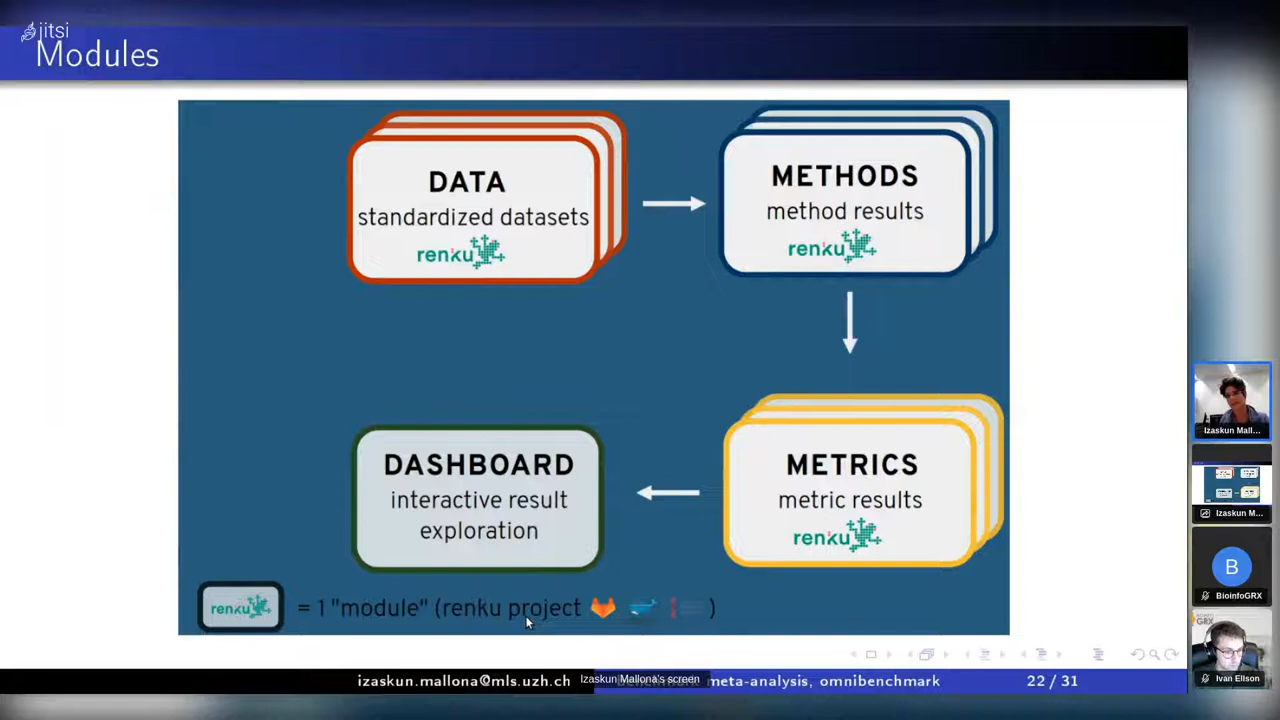 jitsi
Modules
DATA
standardized datasets
renku
METHODS
method results
renku
DASHBOARD
interactive result
exploration
METRICS
metric results
renku
renku = 1 "module" (renku project )
izaskun.mallona@mls.uzh.ch
Izaskun Mallona's screen
meta-analysis, omnibenchmark
22 / 31
Izaskun Mall...
Izaskun M...
B
BioinfoGRX
GRX
Ivan Ellson